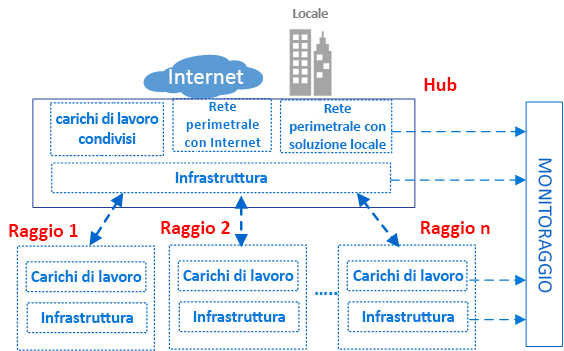 Locale
Internet
Hub
carichi di lavoro
condivisi
Rete
perimetrale
con Internet
Rete
perimetrale con
soluzione locale
Infrastruttura
MONITORAGGIO
Raggio 1
Raggio 2
Raggio n
Carichi di lavoro
Infrastruttura
Carichi di lavoro
Infrastruttura
.....
Carichi di lavoro
Infrastruttura